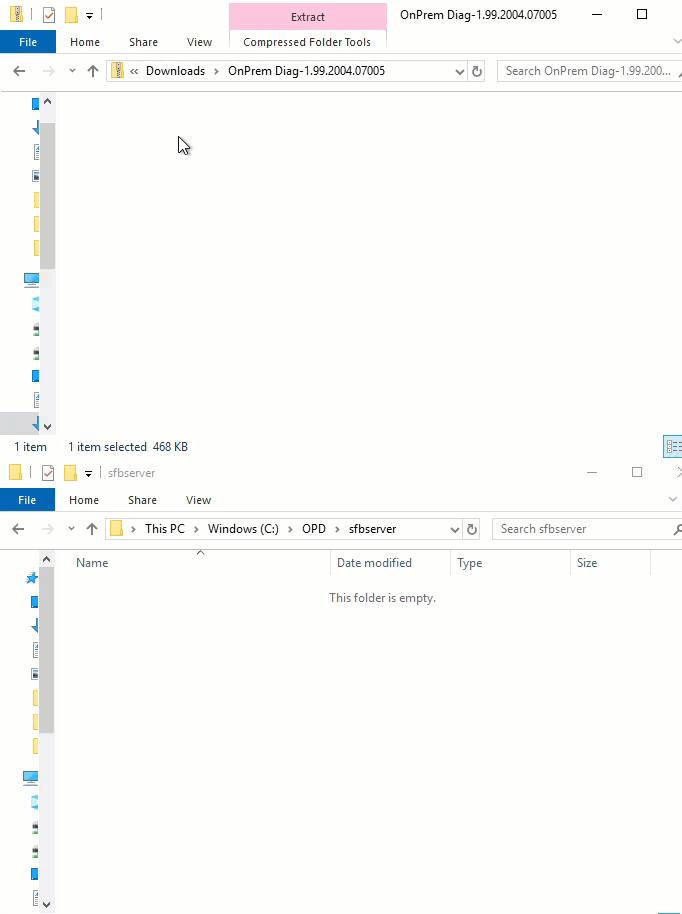 Extract
OnPrem Diag-1.99.2004.07005
File Home Share View Compressed Folder Tools
« Downloads › OnPrem Diag-1.99.2004.07005
Search OnPrem Diag-1.99.200...
1 item 1 item selected 468 KB
sfbserver
File Home Share View
› This PC › Windows (C:) › OPD › sfbserver
Search sfbserver
Name Date modified Type Size
This folder is empty.